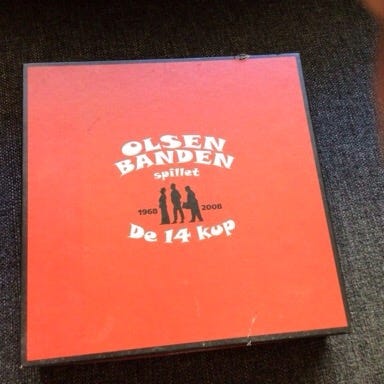 OLSEN
BANDEN
spillet
1968 2008
De 14 kup